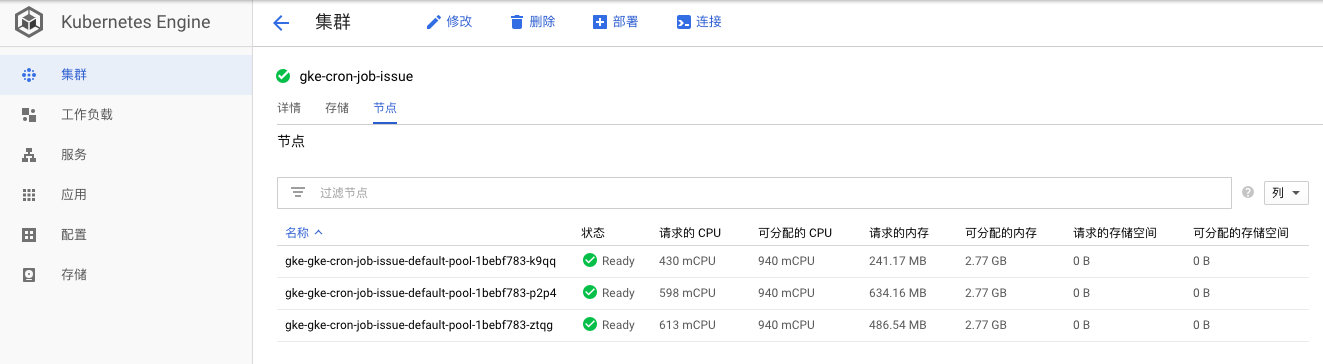 Kubernetes Engine
集群 修改 删除 部署 连接
集群
工作负载
服务
应用
配置
存储
gke-cron-job-issue
详情 存储 节点
节点
过滤节点 列
名称 状态 请求的 CPU 可分配的 CPU 请求的内存 可分配的内存 请求的存储空间 可分配的存储空间
gke-gke-cron-job-issue-default-pool-1bebf783-k9qq Ready 430 mCPU 940 mCPU 241.17 MB 2.77 GB 0 B 0 B
gke-gke-cron-job-issue-default-pool-1bebf783-p2p4 Ready 598 mCPU 940 mCPU 634.16 MB 2.77 GB 0 B 0 B
gke-gke-cron-job-issue-default-pool-1bebf783-ztqg Ready 613 mCPU 940 mCPU 486.54 MB 2.77 GB 0 B 0 B